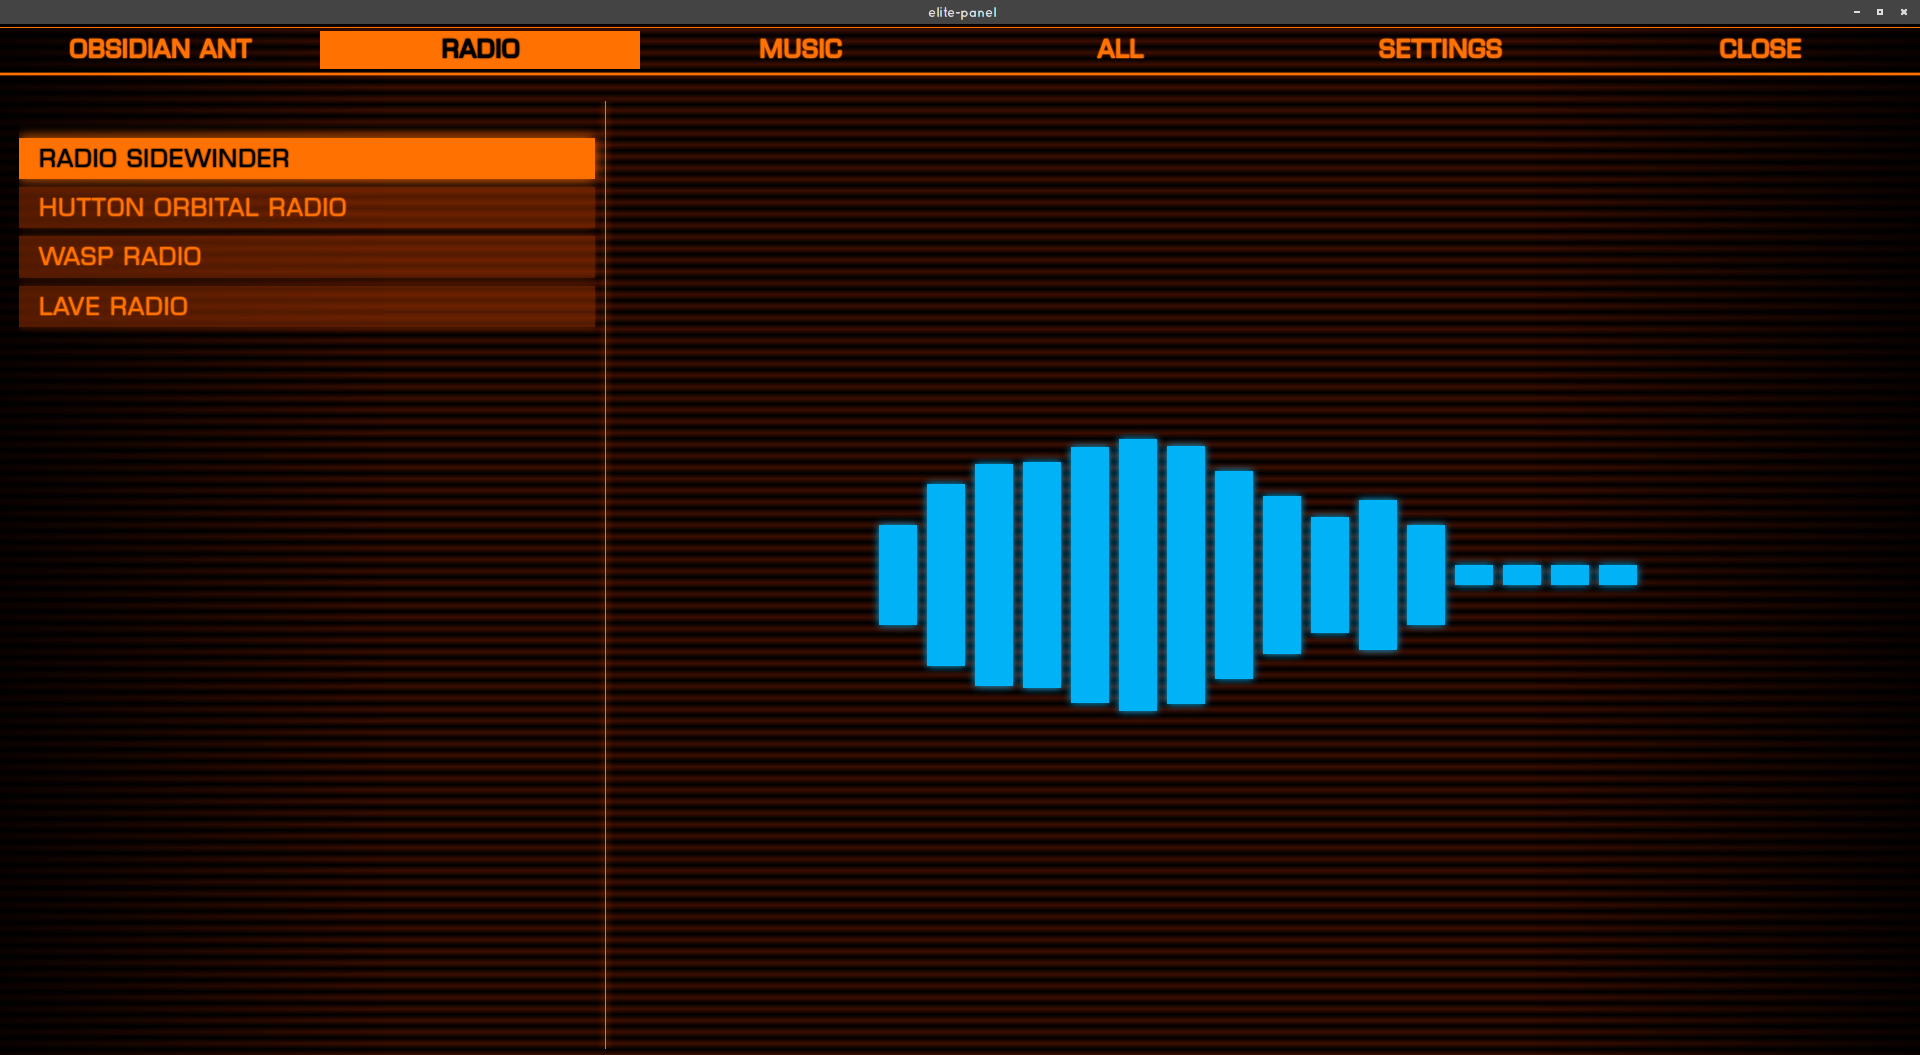 elite-panel
OBSIDIAN ANT RADIO MUSIC ALL SETTINGS CLOSE
RADIO SIDEWINDER
HUTTON ORBITAL RADIO
WASP RADIO
LAVE RADIO